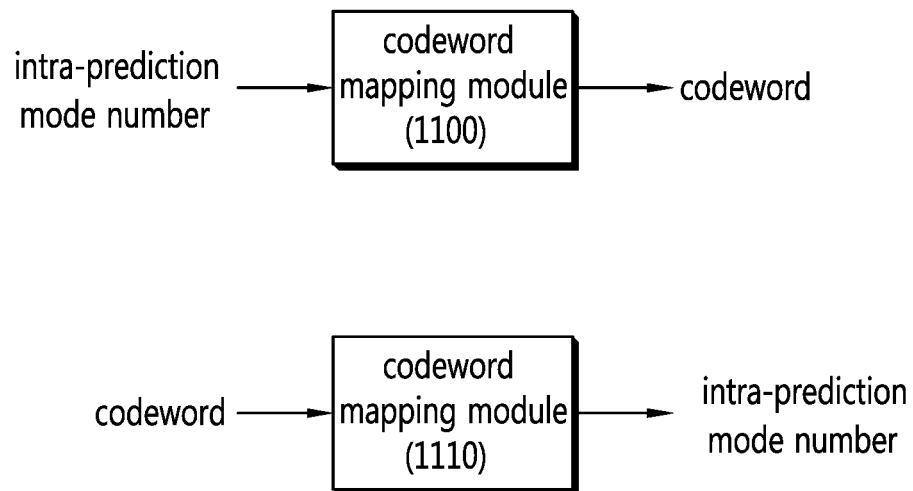 intra-prediction
mode number
codeword
mapping module
(1100)
codeword
codeword
codeword
mapping module
(1110)
intra-prediction
mode number